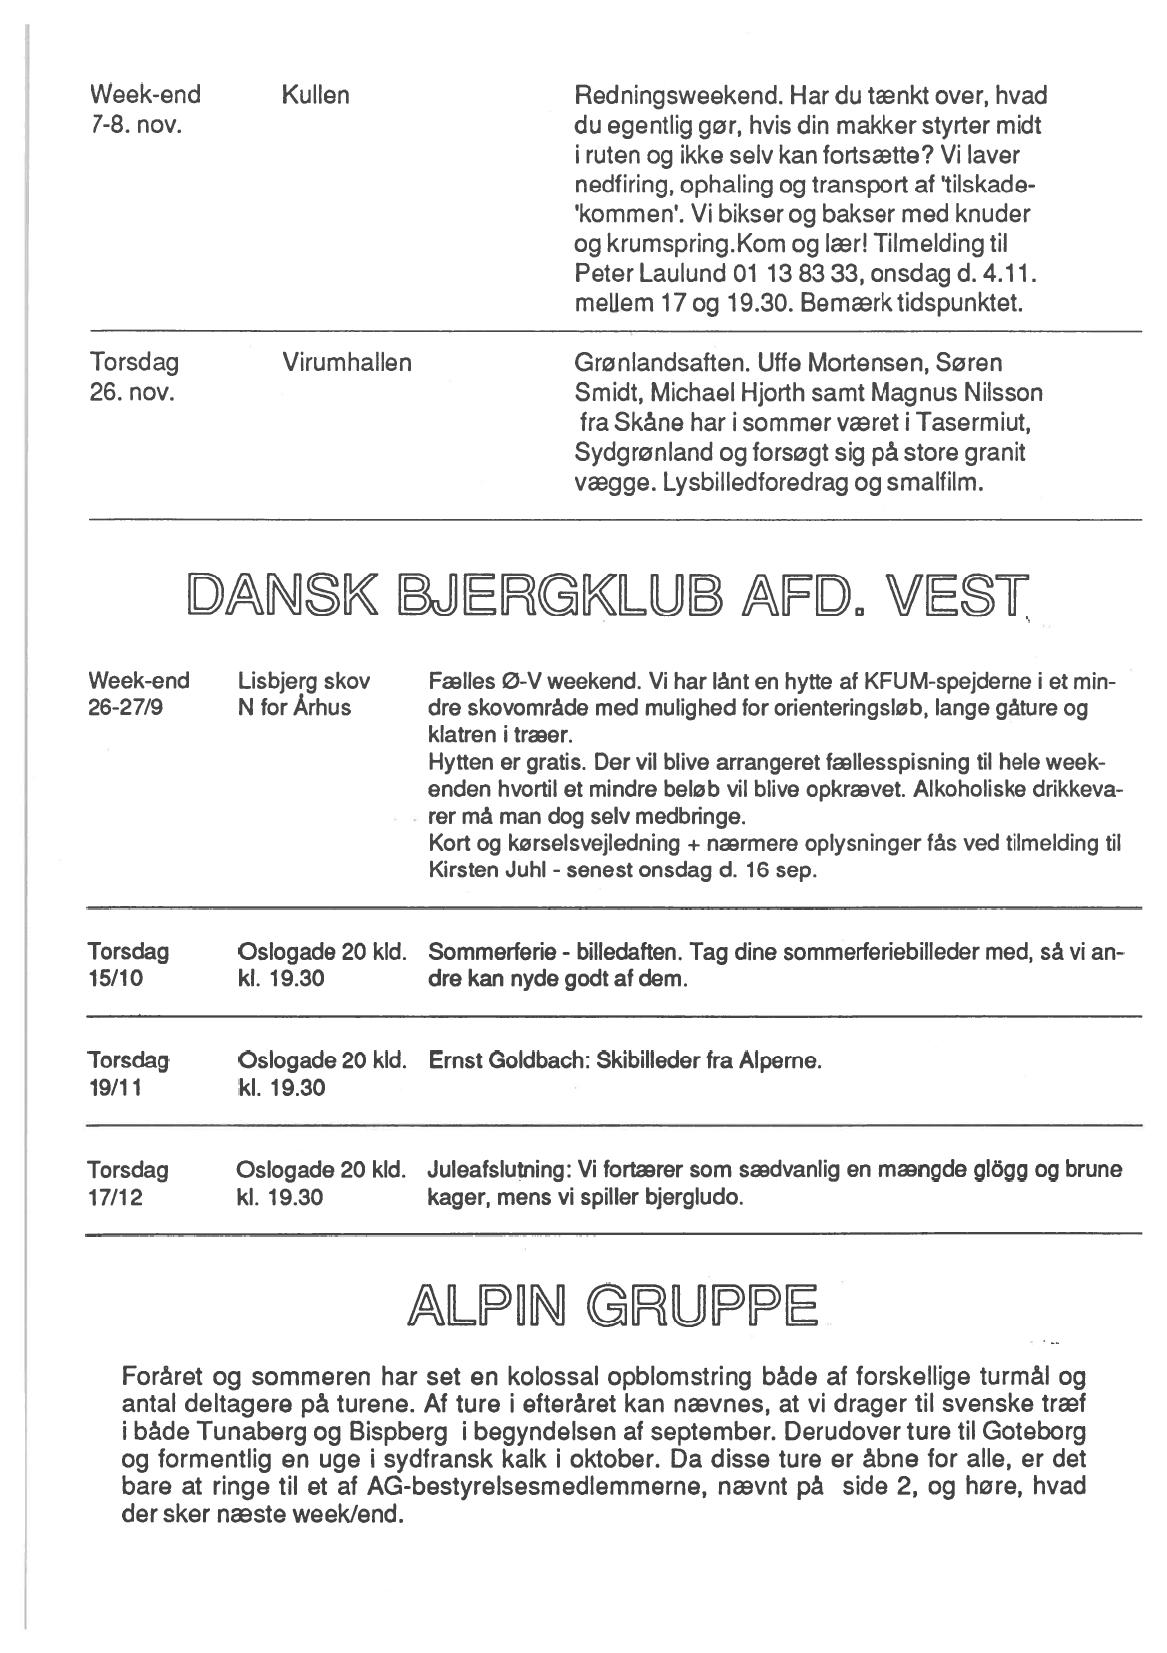 Week-end Kullen Redningsweekend. Har du tænkt over, hvad
7-8. nov. du egentlig gør, hvis din makker styrter midt
i ruten og ikke selv kan fortsætte? Vi laver
nedfiring, ophaling og transport af 'tilskade-
'kommen'. Vi bikser og bakser med knuder
og krumspring.Kom og lær! Tilmelding til
Peter Laulund 01 13 83 33, onsdag d. 4.11.
mellem 17 og 19.30. Bemærk tidspunktet.
Torsdag Virumhallen Grønlandsaften. Uffe Mortensen, Søren
26. nov. Smidt, Michael Hjorth samt Magnus Nilsson
fra Skåne har i sommer været i Tasermiut,
Sydgrønland og forsøgt sig på store granit
vægge. Lysbilledforedrag og smalfilm.
DANSK BJERGKLUB AFD. VEST
Week-end Lisbjerg skov Fælles Ø-V weekend. Vi har lånt en hytte af KFUM-spejderne i et min-
26-27/9 N for Århus dre skovområde med mulighed for orienteringsløb, lange gåture og
klatren i træer.
Hytten er gratis. Der vil blive arrangeret fællesspisning til hele week-
enden hvortil et mindre beløb vil blive opkrævet. Alkoholiske drikkeva-
rer må man dog selv medbringe.
Kort og kørselsvejledning + nærmere oplysninger fås ved tilmelding til
Kirsten Juhl - senest onsdag d. 16 sep.
Torsdag Oslogade 20 kld. Sommerferie - billedaften. Tag dine sommerferiebilleder med, så vi an-
15/10 kl. 19.30 dre kan nyde godt af dem.
Torsdag Oslogade 20 kld. Ernst Goldbach: Skibilleder fra Alperne.
19/11 kl. 19.30
Torsdag Oslogade 20 kld. Juleafslutning: Vi fortærer som sædvanlig en mængde glögg og brune
17/12 kl. 19.30 kager, mens vi spiller bjergludo.
ALPIN GRUPPE
Foråret og sommeren har set en kolossal opblomstring både af forskellige turmål og
antal deltagere på turene. Af ture i efteråret kan nævnes, at vi drager til svenske træf
i både Tunaberg og Bispberg i begyndelsen af september. Derudover ture til Goteborg
og formentlig en uge i sydfransk kalk i oktober. Da disse ture er åbne for alle, er det
bare at ringe til et af AG-bestyrelsesmedlemmerne, nævnt på side 2, og høre, hvad
der sker næste week/end.